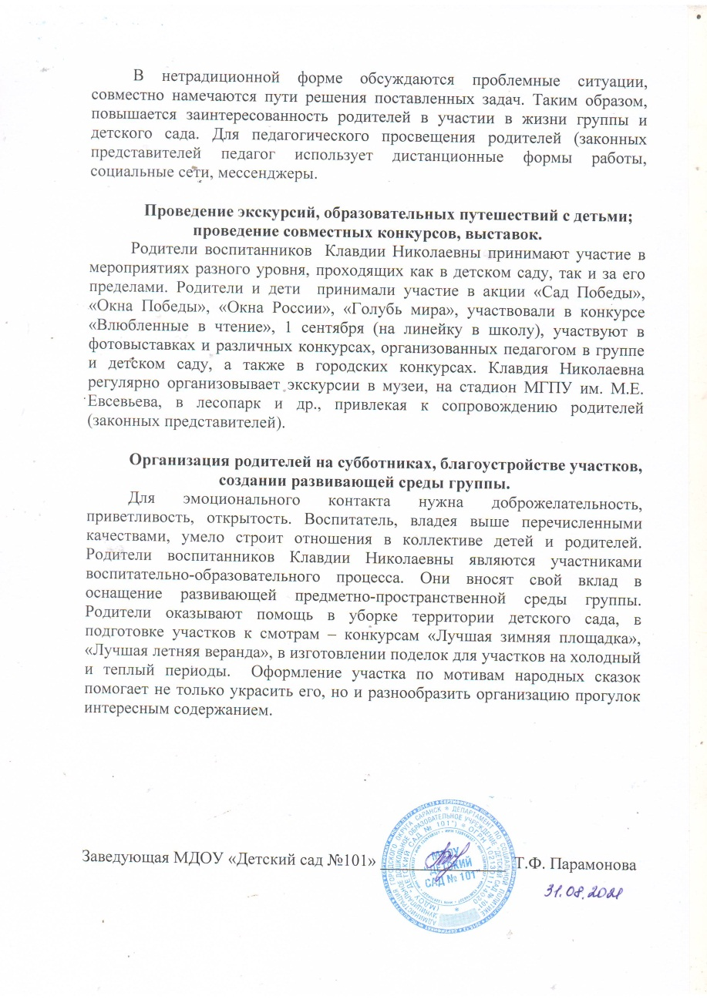 В нетрадиционной форме обсуждаются проблемные ситуации,
совместно намечаются пути решения поставленных задач. Таким образом,
повышается заинтересованность родителей в участии в жизни группы и
детского сада. Для педагогического просвещения родителей (законных
представителей педагог использует дистанционные формы работы,
социальные сети, мессенджеры.
Проведение экскурсий, образовательных путешествий с детьми;
проведение совместных конкурсов, выставок.
Родители воспитанников Клавдии Николаевны принимают участие в
мероприятиях разного уровня, проходящих как в детском саду, так и за его
пределами. Родители и дети принимали участие в акции «Сад Победы»,
«Окна Победы», «Окна России», «Голубь мира», участвовали в конкурсе
«Влюбленные в чтение», 1 сентября (на линейку в школу), участвуют в
фотовыставках и различных конкурсах, организованных педагогом в группе
и детском саду, а также в городских конкурсах. Клавдия Николаевна
регулярно организовывает экскурсии в музеи, на стадион МГПУ им. М.Е.
Евсевьева, в лесопарк и др., привлекая к сопровождению родителей
(законных представителей).
Организация родителей на субботниках, благоустройстве участков,
создании развивающей среды группы.
Для эмоционального контакта нужна доброжелательность,
приветливость, открытость. Воспитатель, владея выше перечисленными
качествами, умело строит отношения в коллективе детей и родителей.
Родители воспитанников Клавдии Николаевны являются участниками
воспитательно-образовательного процесса. Они вносят свой вклад в
оснащение развивающей предметно-пространственной среды группы.
Родители оказывают помощь в уборке территории детского сада, в
подготовке участков к смотрам – конкурсам «Лучшая зимняя площадка»,
«Лучшая летняя веранда», в изготовлении поделок для участков на холодный
и теплый периоды. Оформление участка по мотивам народных сказок
помогает не только украсить его, но и разнообразить организацию прогулок
интересным содержанием.
Заведующая МДОУ «Детский сад №101» Т.Ф. Парамонова
МДОУ
ДЕТСКИЙ
САД № 101
31.08.2021